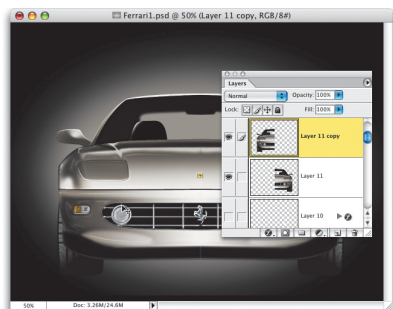 Ferrari1.psd @ 50% (Layer 11 copy, RGB/8#)
Layers
Normal Opacity: 100%
Lock: Fill: 100%
Layer 11 copy
Layer 11
Layer 10
50% Doc: 3.26M/24.6M